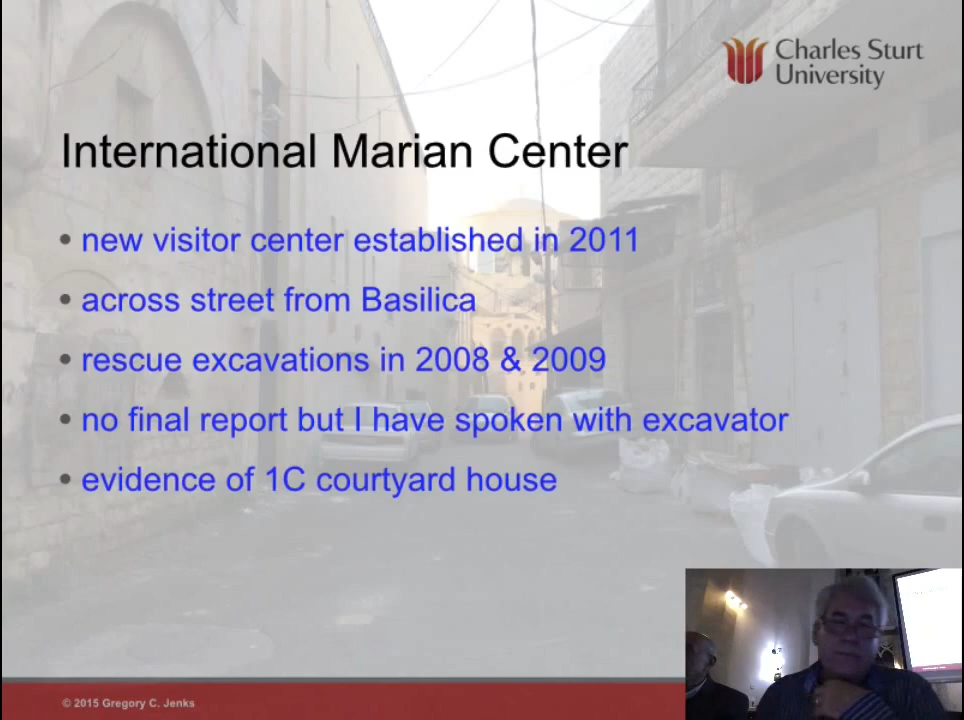 Charles Sturt
University
International Marian Center
• new visitor center established in 2011
• across street from Basilica
• rescue excavations in 2008 & 2009
• no final report but I have spoken with excavator
• evidence of 1C courtyard house
© 2015 Gregory C. Jenks